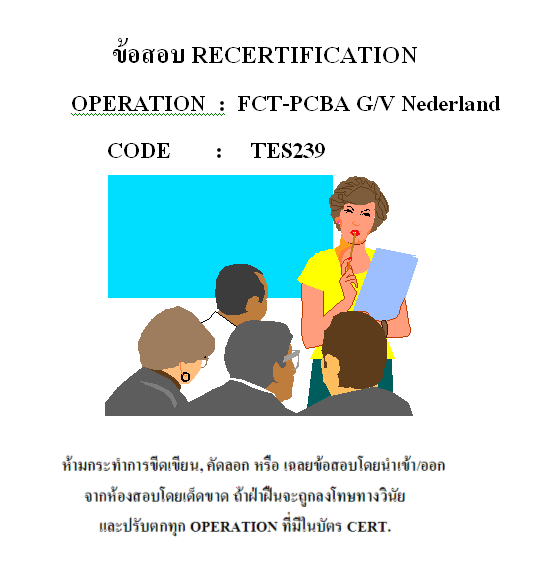 ข้อสอบ RECERTIFICATION
OPERATION : FCT-PCBA G/V Nederland
CODE : TES239
ห้ามกระทำการขีดเขียน, คัดลอก หรือ เฉลยข้อสอบโดยนำเข้า/ออก
จากห้องสอบโดยเด็ดขาด ถ้าฝ่าฝืนจะถูกลงโทษทางวินัย
และปรับตกทุก OPERATION ที่มีในบัตร CERT.